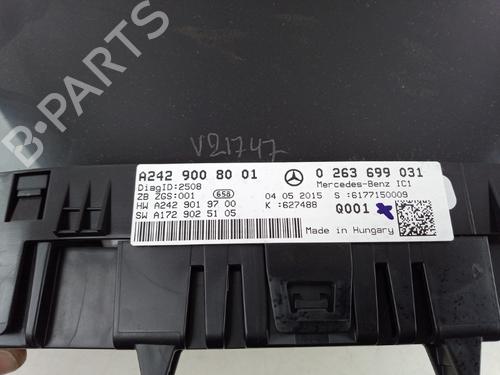 V21747
A242 900 80 01
0 263 699 031
DiagID:2508
Mercedes-Benz IC1
ZB ZGS:001
658
04 05 2015
S :6177150009
HW A242 901 97 00
K :627488
Q001
SW A172 902 51 05
Made in Hungary
B-PARTS